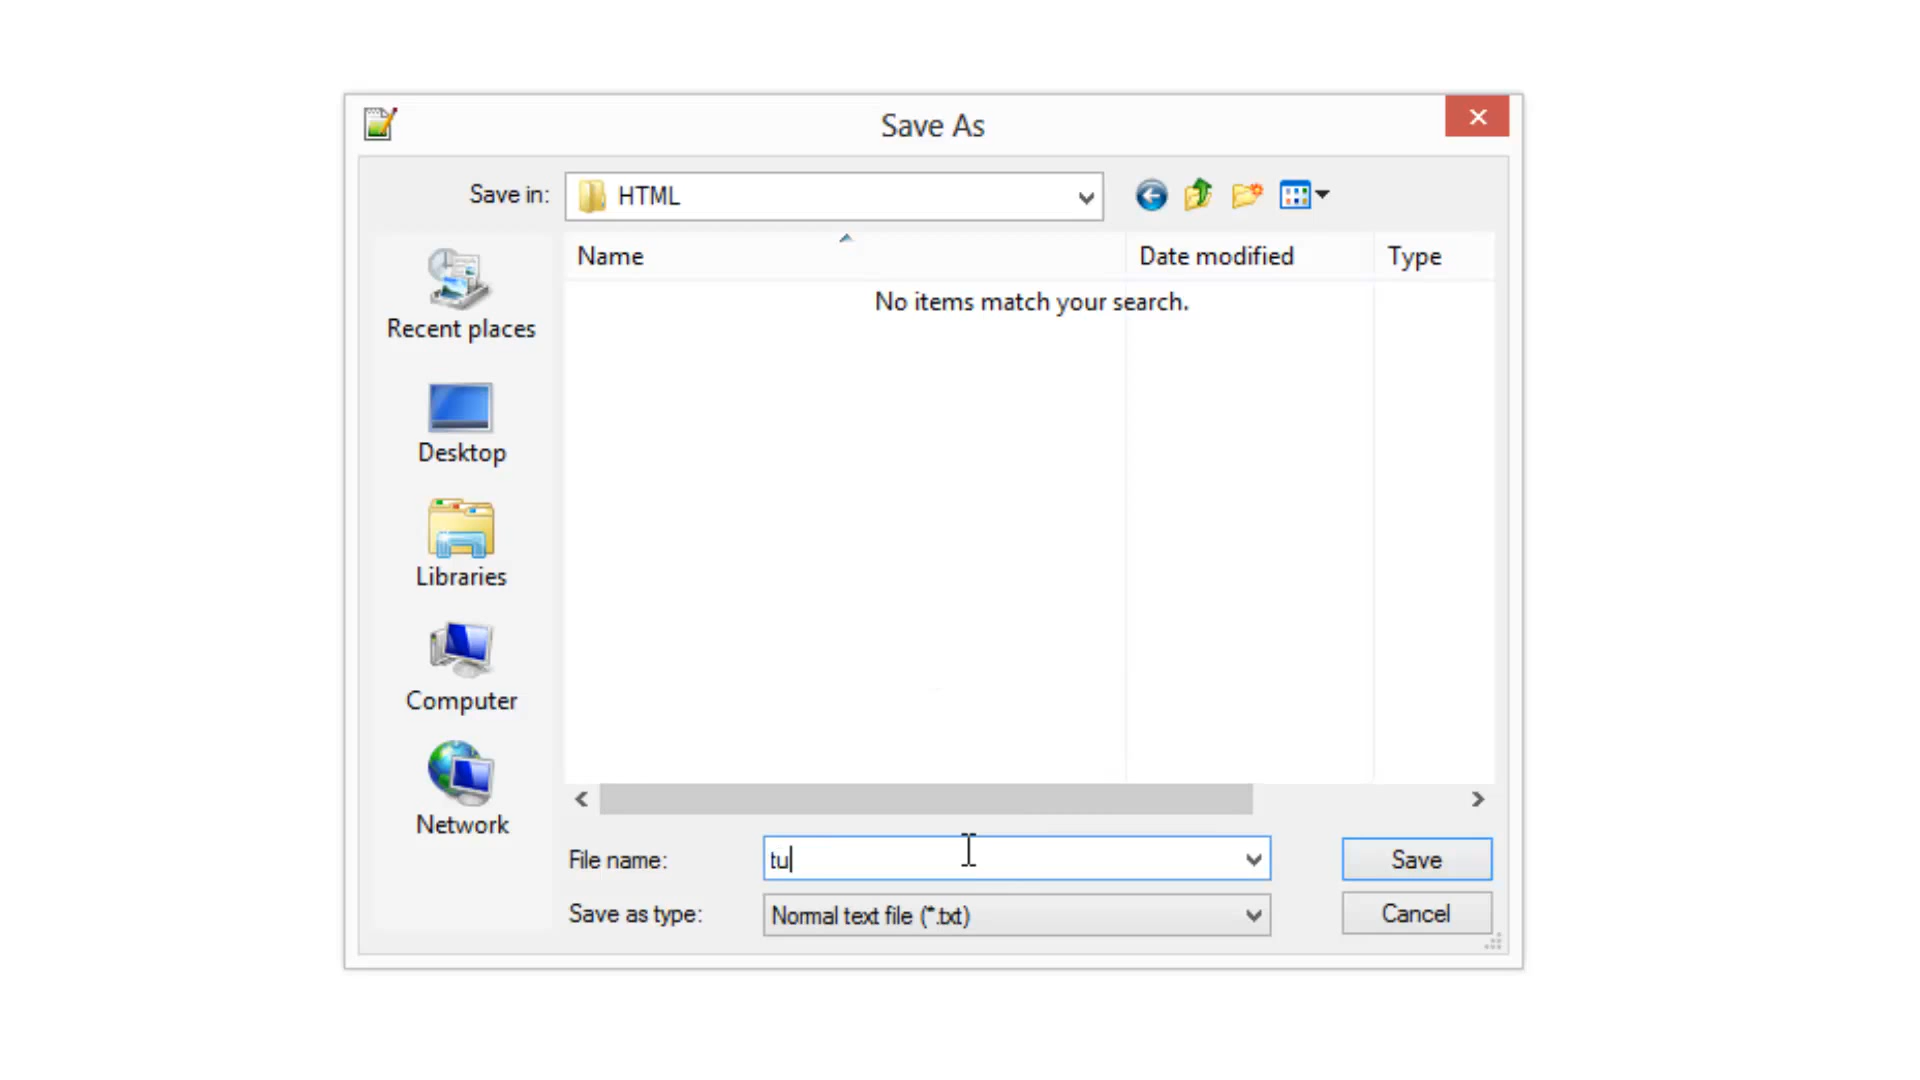 Save As
Save in:
HTML
Name
Date modified
Type
No items match your search.
Recent places
Desktop
Libraries
Computer
Network
File name:
tu
Save
Save as type:
Normal text file (*.txt)
Cancel